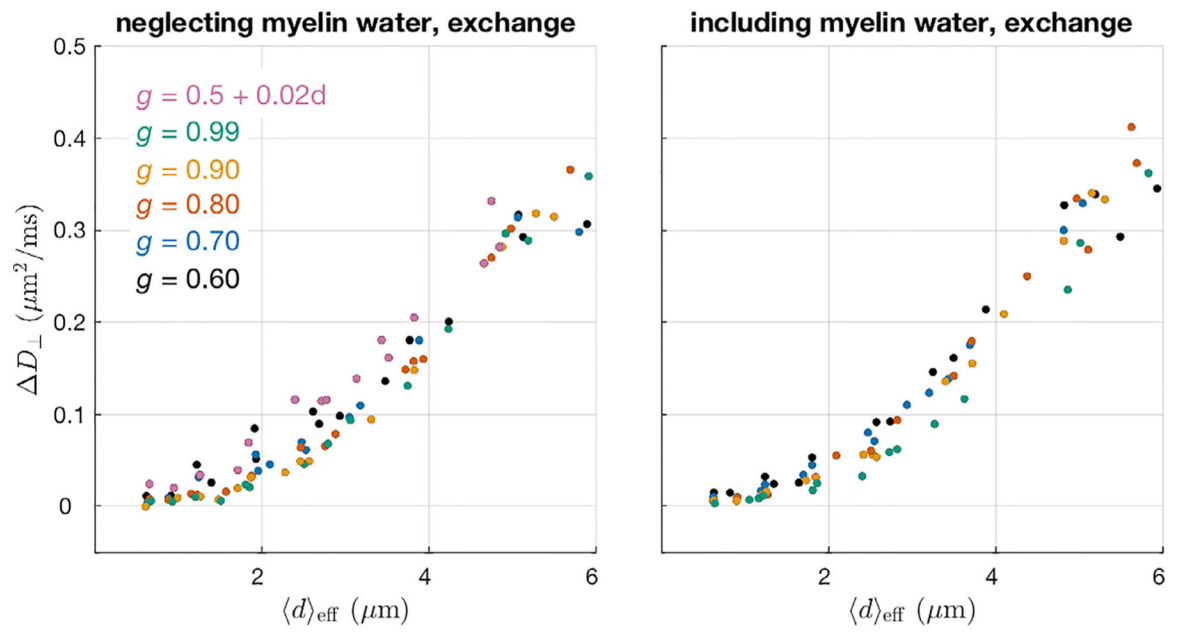 neglecting myelin water, exchange
including myelin water, exchange
0.5
0.4
0.3
0.2
0.1
0
ΔD⊥ (μm²/ms)
g = 0.5 + 0.02d
g = 0.99
g = 0.90
g = 0.80
g = 0.70
g = 0.60
2 4 6
2 4 6
⟨d⟩eff (μm)
⟨d⟩eff (μm)